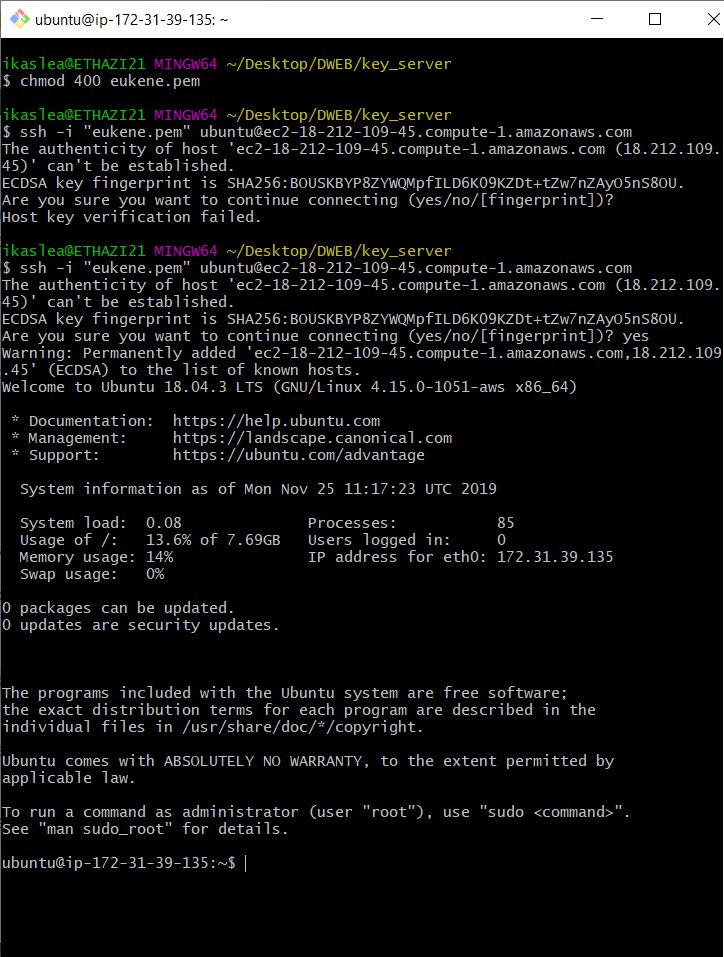 ubuntu@ip-172-31-39-135: ~
ikaslea@ETHAZI21 MINGW64 ~/Desktop/DWEB/key_server
$ chmod 400 eukene.pem
ikaslea@ETHAZI21 MINGW64 ~/Desktop/DWEB/key_server
$ ssh -i "eukene.pem" ubuntu@ec2-18-212-109-45.compute-1.amazonaws.com
The authenticity of host 'ec2-18-212-109-45.compute-1.amazonaws.com (18.212.109.
45)' can't be established.
ECDSA key fingerprint is SHA256:BOUSKBYP8ZYWQMpfILD6K09KZDt+tZw7nZAyO5nS8OU.
Are you sure you want to continue connecting (yes/no/[fingerprint])?
Host key verification failed.
ikaslea@ETHAZI21 MINGW64 ~/Desktop/DWEB/key_server
$ ssh -i "eukene.pem" ubuntu@ec2-18-212-109-45.compute-1.amazonaws.com
The authenticity of host 'ec2-18-212-109-45.compute-1.amazonaws.com (18.212.109.
45)' can't be established.
ECDSA key fingerprint is SHA256:BOUSKBYP8ZYWQMpfILD6K09KZDt+tZw7nZAyO5nS8OU.
Are you sure you want to continue connecting (yes/no/[fingerprint])? yes
Warning: Permanently added 'ec2-18-212-109-45.compute-1.amazonaws.com,18.212.109
.45' (ECDSA) to the list of known hosts.
Welcome to Ubuntu 18.04.3 LTS (GNU/Linux 4.15.0-1051-aws x86_64)
* Documentation:  https://help.ubuntu.com
* Management:     https://landscape.canonical.com
* Support:        https://ubuntu.com/advantage
System information as of Mon Nov 25 11:17:23 UTC 2019
System load:  0.08               Processes:           85
Usage of /:   13.6% of 7.69GB   Users logged in:     0
Memory usage: 14%               IP address for eth0: 172.31.39.135
Swap usage:   0%
0 packages can be updated.
0 updates are security updates.
The programs included with the Ubuntu system are free software;
the exact distribution terms for each program are described in the
individual files in /usr/share/doc/*/copyright.
Ubuntu comes with ABSOLUTELY NO WARRANTY, to the extent permitted by
applicable law.
To run a command as administrator (user "root"), use "sudo <command>".
See "man sudo_root" for details.
ubuntu@ip-172-31-39-135:~$